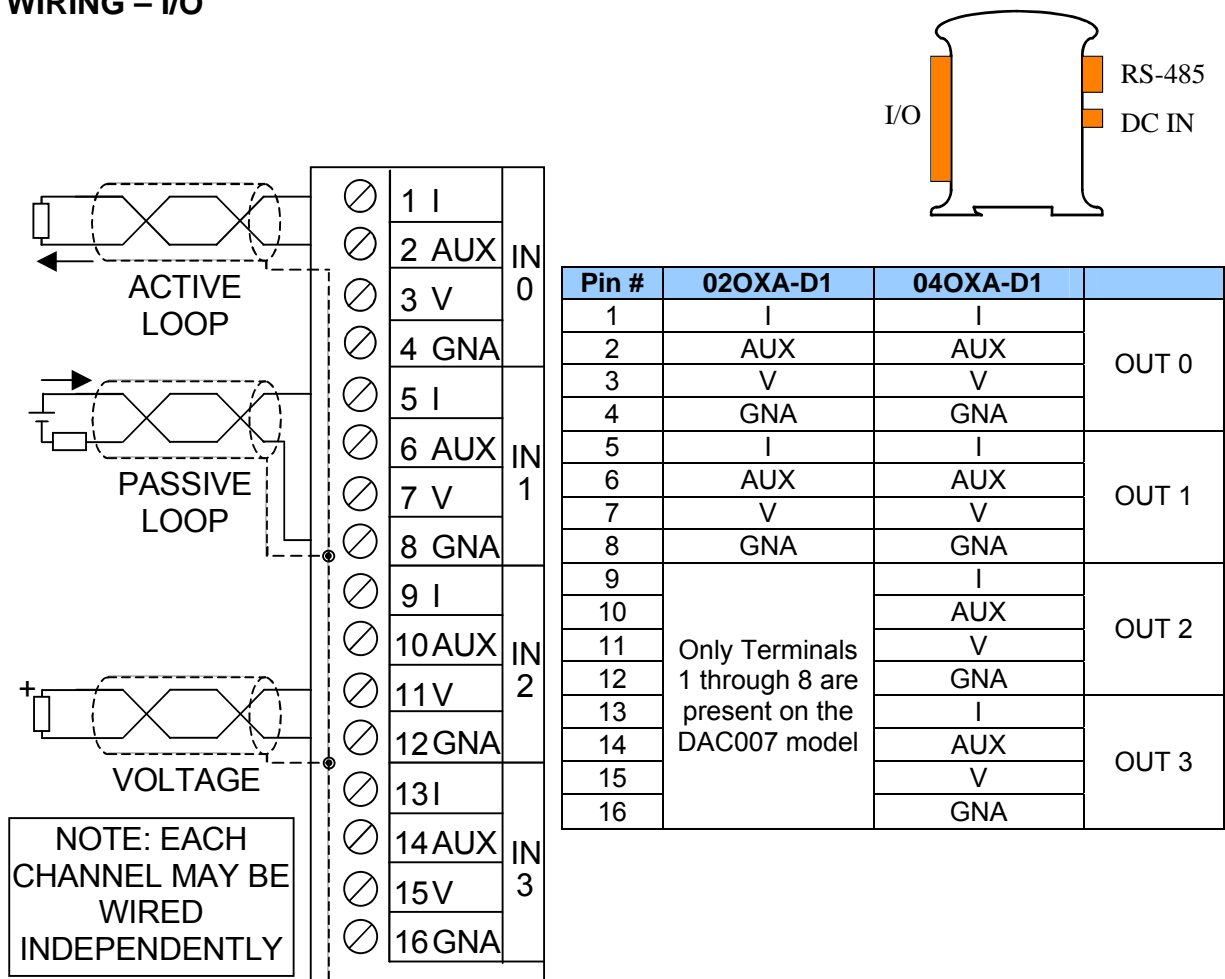 WIRING – I/O
I/O
RS-485
DC IN
ACTIVE
LOOP
PASSIVE
LOOP
+
VOLTAGE
NOTE: EACH
CHANNEL MAY BE
WIRED
INDEPENDENTLY
1 I
2 AUX
3 V
4 GNA
IN
0
5 I
6 AUX
7 V
8 GNA
IN
1
9 I
10 AUX
11 V
12 GNA
IN
2
13 I
14 AUX
15 V
16 GNA
IN
3
Pin # 02OXA-D1 04OXA-D1
1 I I
2 AUX AUX
3 V V
4 GNA GNA
OUT 0
5 I I
6 AUX AUX
7 V V
8 GNA GNA
OUT 1
9 I
10 AUX
11 V
12 GNA
OUT 2
13 I
14 AUX
15 V
16 GNA
OUT 3
Only Terminals
1 through 8 are
present on the
DAC007 model